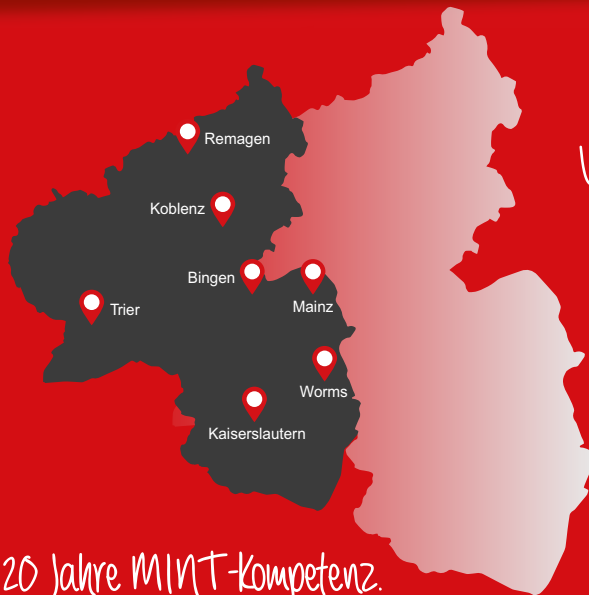 Remagen
Koblenz
Bingen
Mainz
Trier
Worms
Kaiserslautern
20 Jahre MINT-Kompetenz.